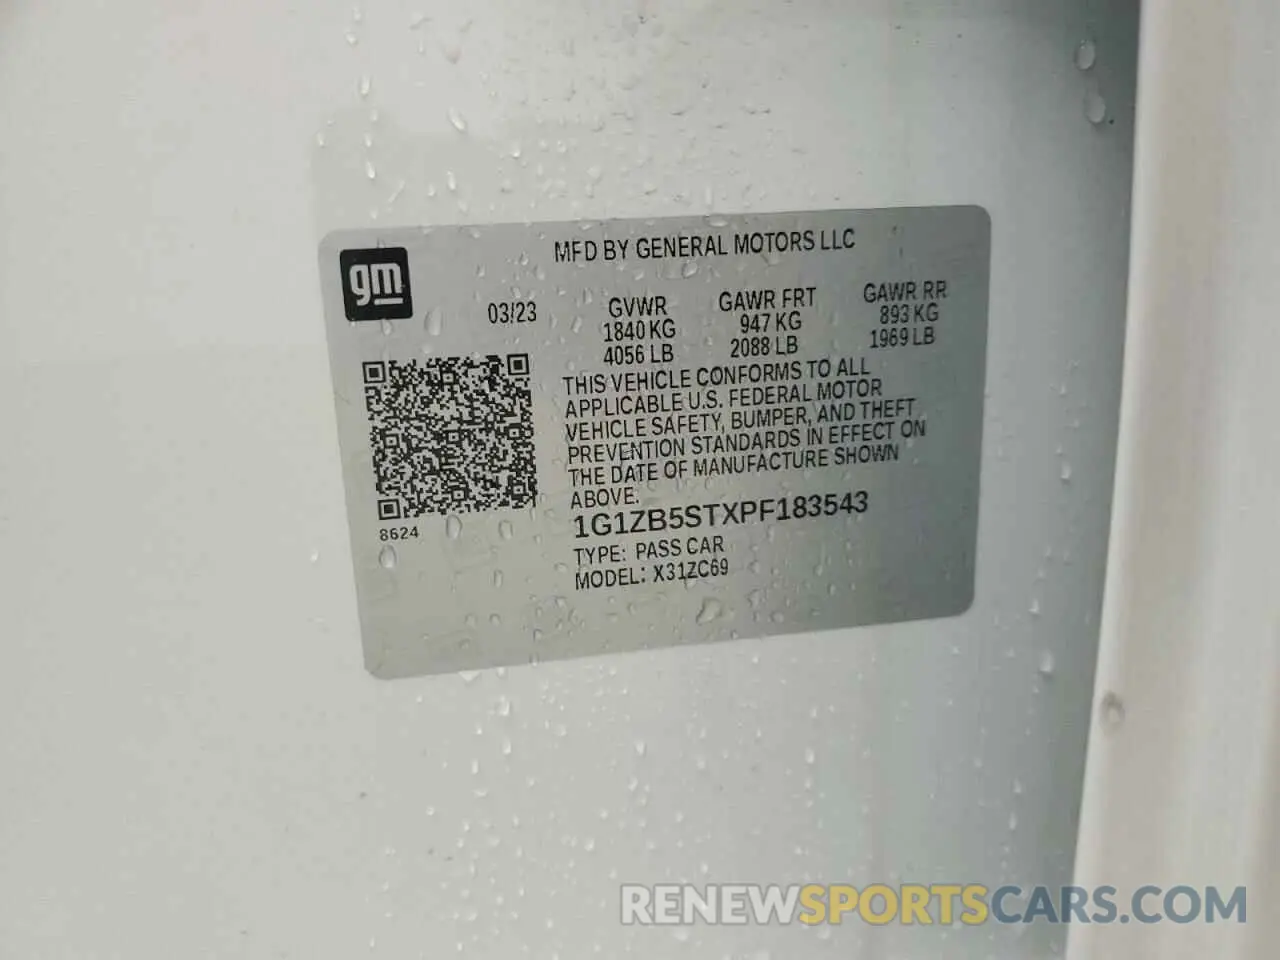 MFD BY GENERAL MOTORS LLC
gm
03/23
GVWR
1840 KG
4056 LB
GAWR FRT
947 KG
2088 LB
GAWR RR
893 KG
1969 LB
THIS VEHICLE CONFORMS TO ALL
APPLICABLE U.S. FEDERAL MOTOR
VEHICLE SAFETY, BUMPER, AND THEFT
PREVENTION STANDARDS IN EFFECT ON
THE DATE OF MANUFACTURE SHOWN
ABOVE.
8624
1G1ZB5STXPF183543
TYPE: PASS CAR
MODEL: X31ZC69
RENEWSPORTSCARS.COM